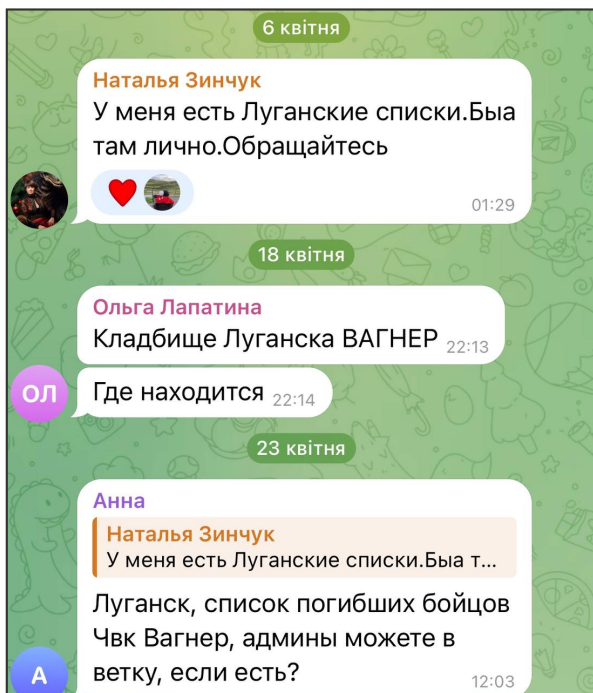 6 квітня
Наталья Зинчук
У меня есть Луганские списки.Быа
там лично.Обращайтесь
01:29
18 квітня
Ольга Лапатина
Кладбище Луганска ВАГНЕР 22:13
ОЛ
Где находится 22:14
23 квітня
Анна
Наталья Зинчук
У меня есть Луганские списки.Быа т...
Луганск, список погибших бойцов
Чвк Вагнер, админы можете в
ветку, если есть?
А
12:03